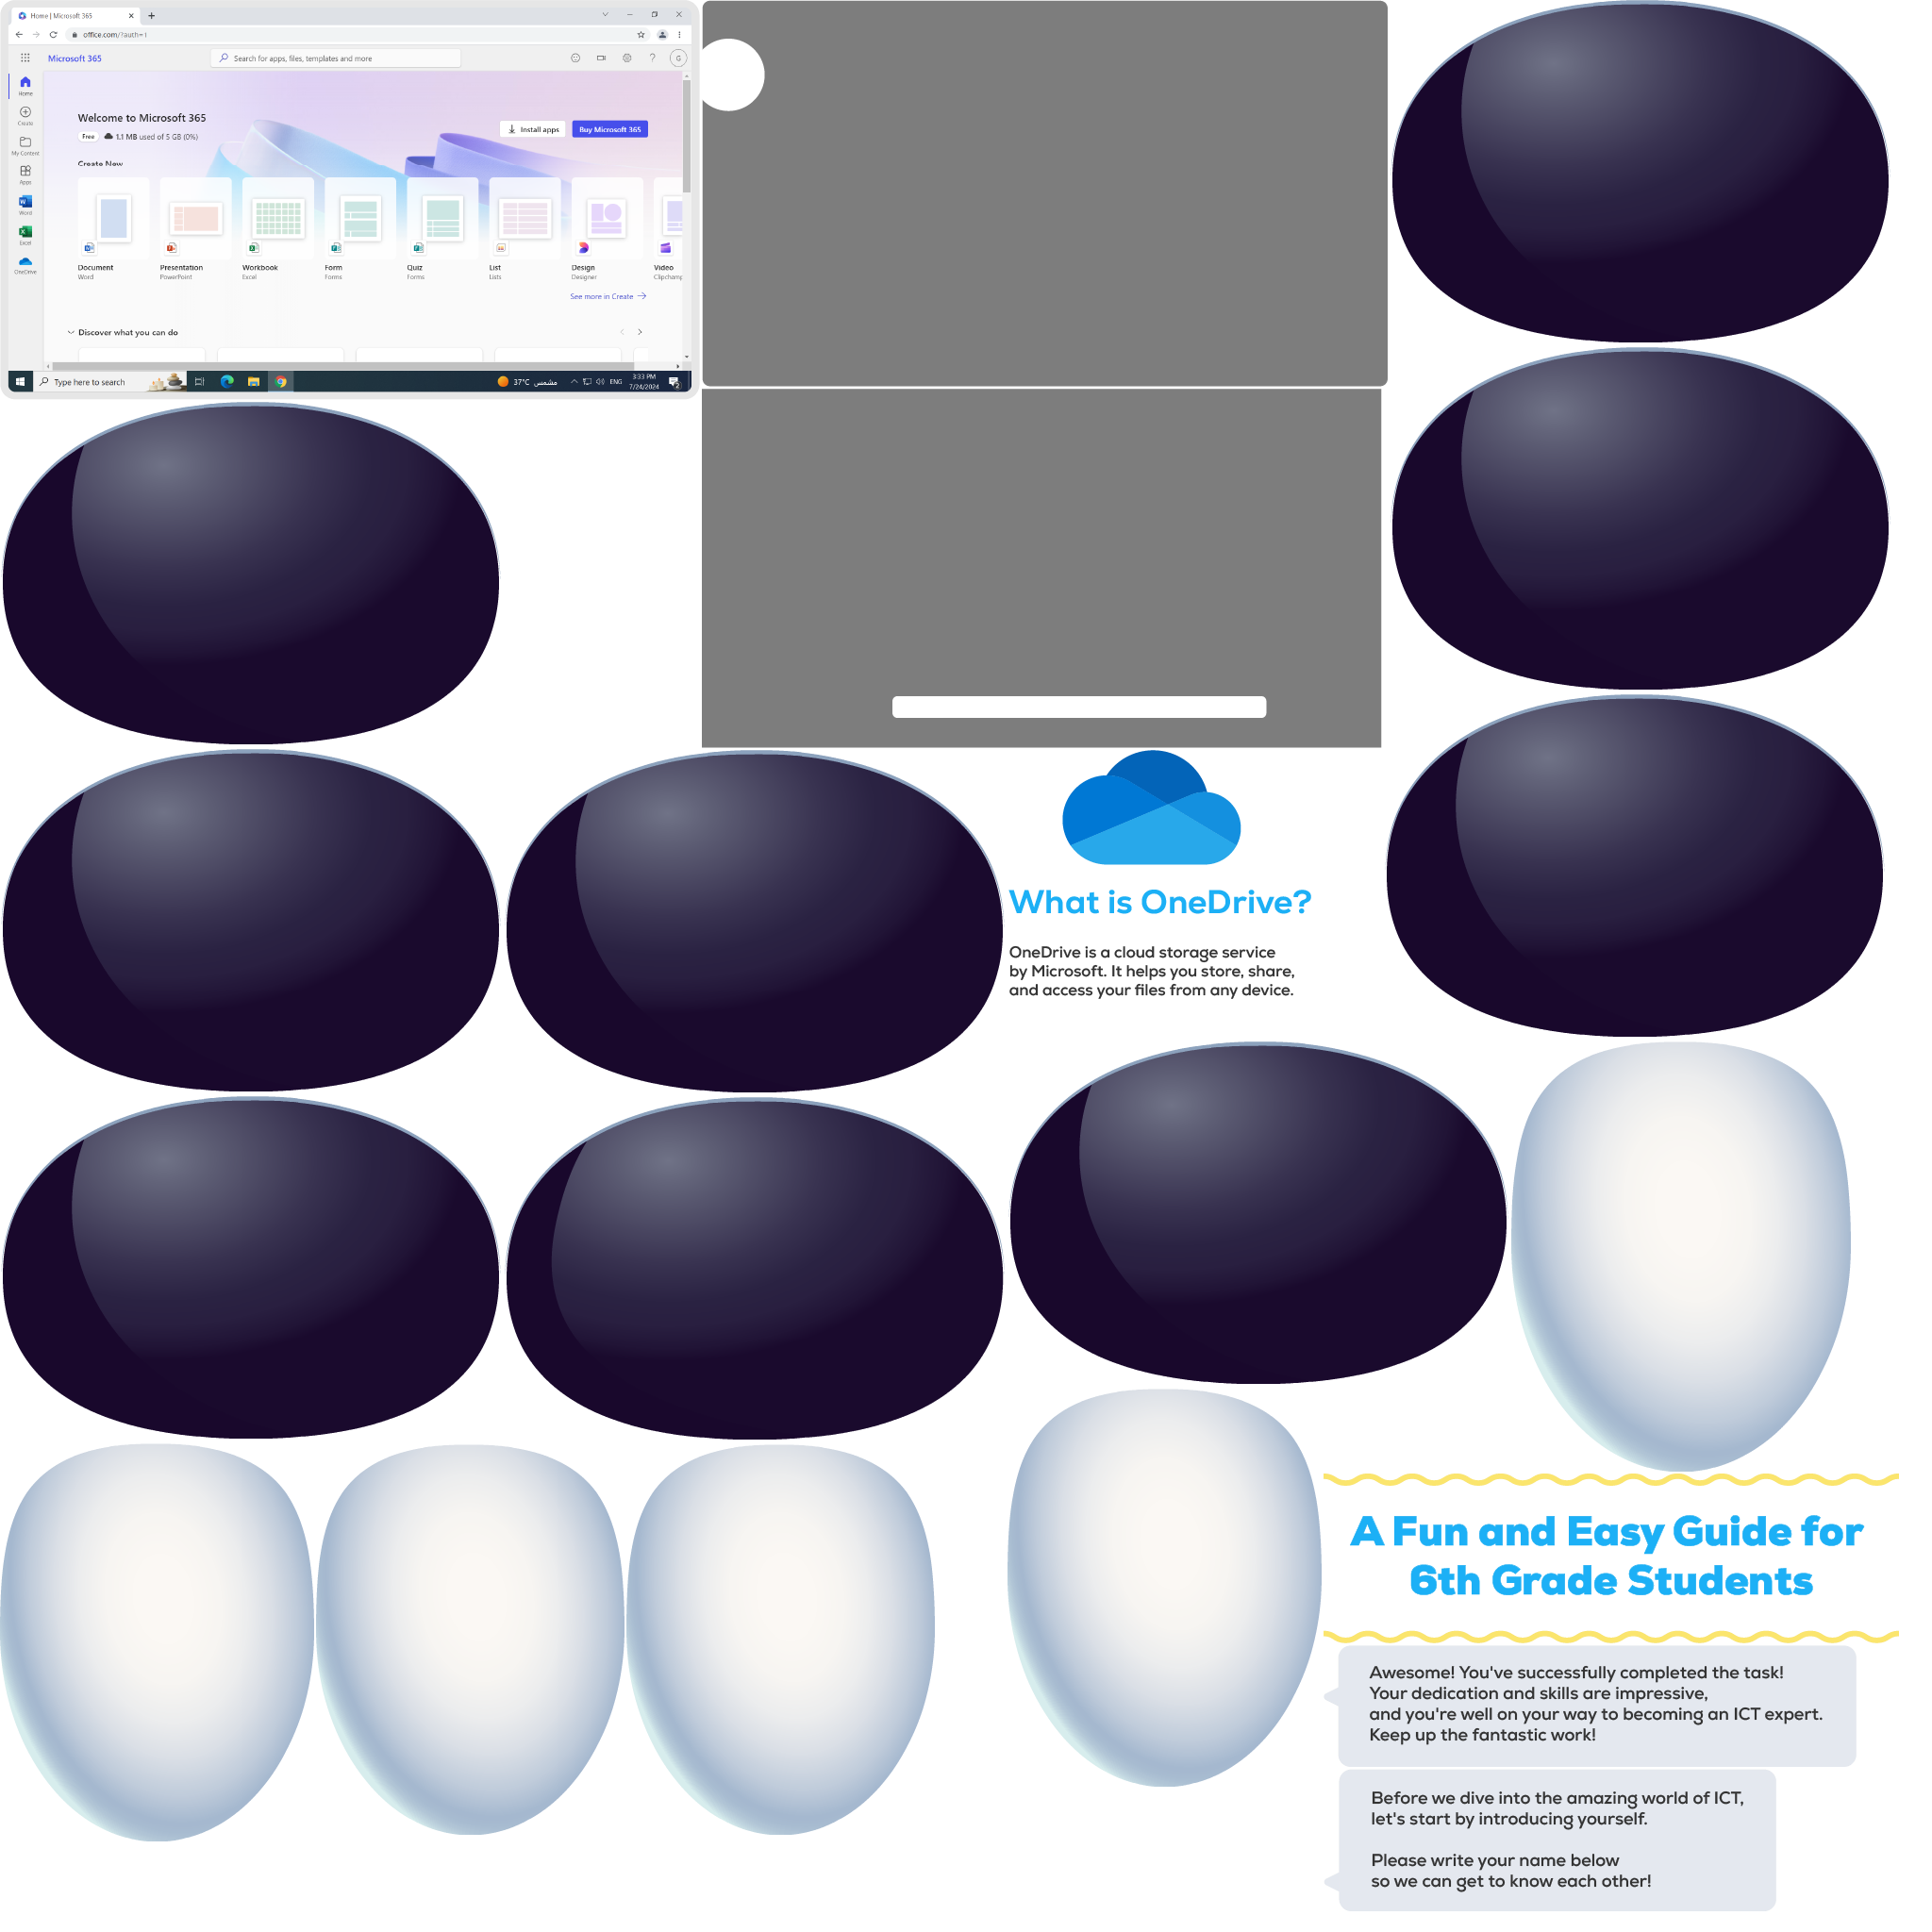 Home | Microsoft 365
office.com/?auth=1
Microsoft 365
Search for apps, files, templates and more
?
G
Home
Create
My Content
Apps
Word
Excel
OneDrive
Welcome to Microsoft 365
Free 1.1 MB used of 5 GB (0%)
Install apps
Buy Microsoft 365
Create New
Document
Word
Presentation
PowerPoint
Workbook
Excel
Form
Forms
Quiz
Forms
List
Lists
Design
Designer
Video
Clipchamp
See more in Create
Discover what you can do
Type here to search
37°C مشمس
ENG
3:33 PM
7/24/2024
2
What is OneDrive?
OneDrive is a cloud storage service
by Microsoft. It helps you store, share,
and access your files from any device.
A Fun and Easy Guide for
6th Grade Students
Awesome! You've successfully completed the task!
Your dedication and skills are impressive,
and you're well on your way to becoming an ICT expert.
Keep up the fantastic work!
Before we dive into the amazing world of ICT,
let's start by introducing yourself.
Please write your name below
so we can get to know each other!